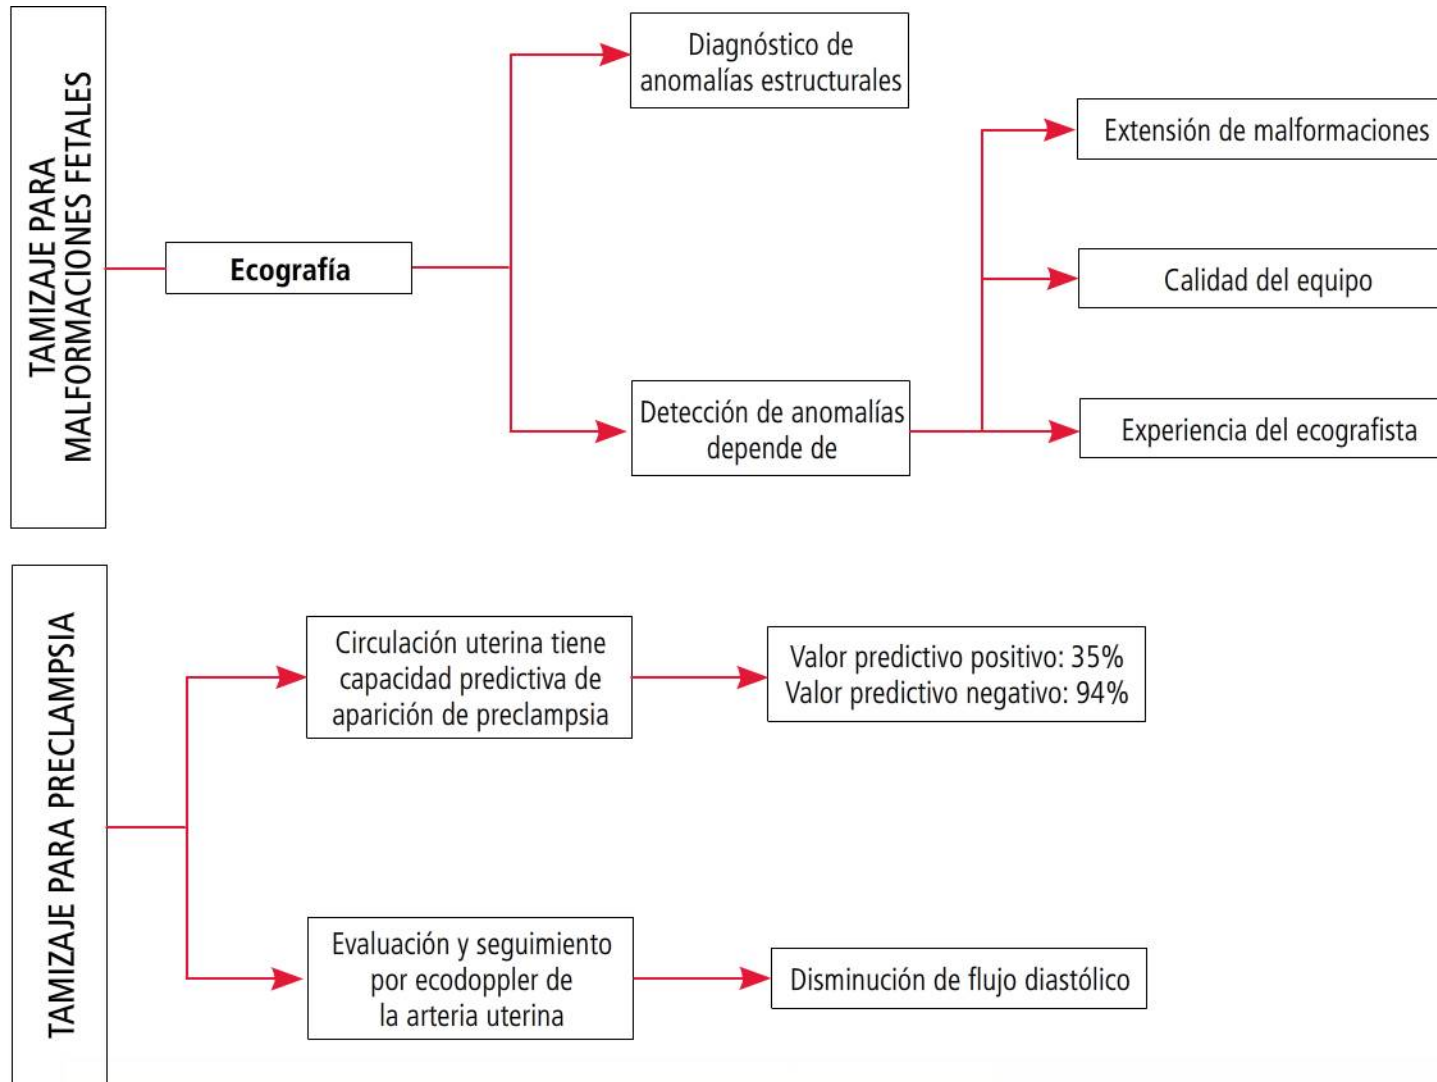 TAMIZAJE PARA
MALFORMACIONES FETALES
Ecografía
Diagnóstico de
anomalías estructurales
Detección de anomalías
depende de
Extensión de malformaciones
Calidad del equipo
Experiencia del ecografista
TAMIZAJE PARA PRECLAMPSIA
Circulación uterina tiene
capacidad predictiva de
aparición de preclampsia
Valor predictivo positivo: 35%
Valor predictivo negativo: 94%
Evaluación y seguimiento
por ecodoppler de
la arteria uterina
Disminución de flujo diastólico